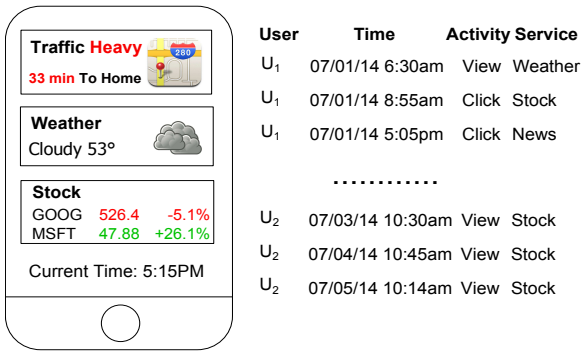 Traffic Heavy
280
33 min To Home
Weather
Cloudy 53°
Stock
GOOG 526.4 -5.1%
MSFT 47.88 +26.1%
Current Time: 5:15PM
User Time Activity Service
U1 07/01/14 6:30am View Weather
U1 07/01/14 8:55am Click Stock
U1 07/01/14 5:05pm Click News
............
U2 07/03/14 10:30am View Stock
U2 07/04/14 10:45am View Stock
U2 07/05/14 10:14am View Stock